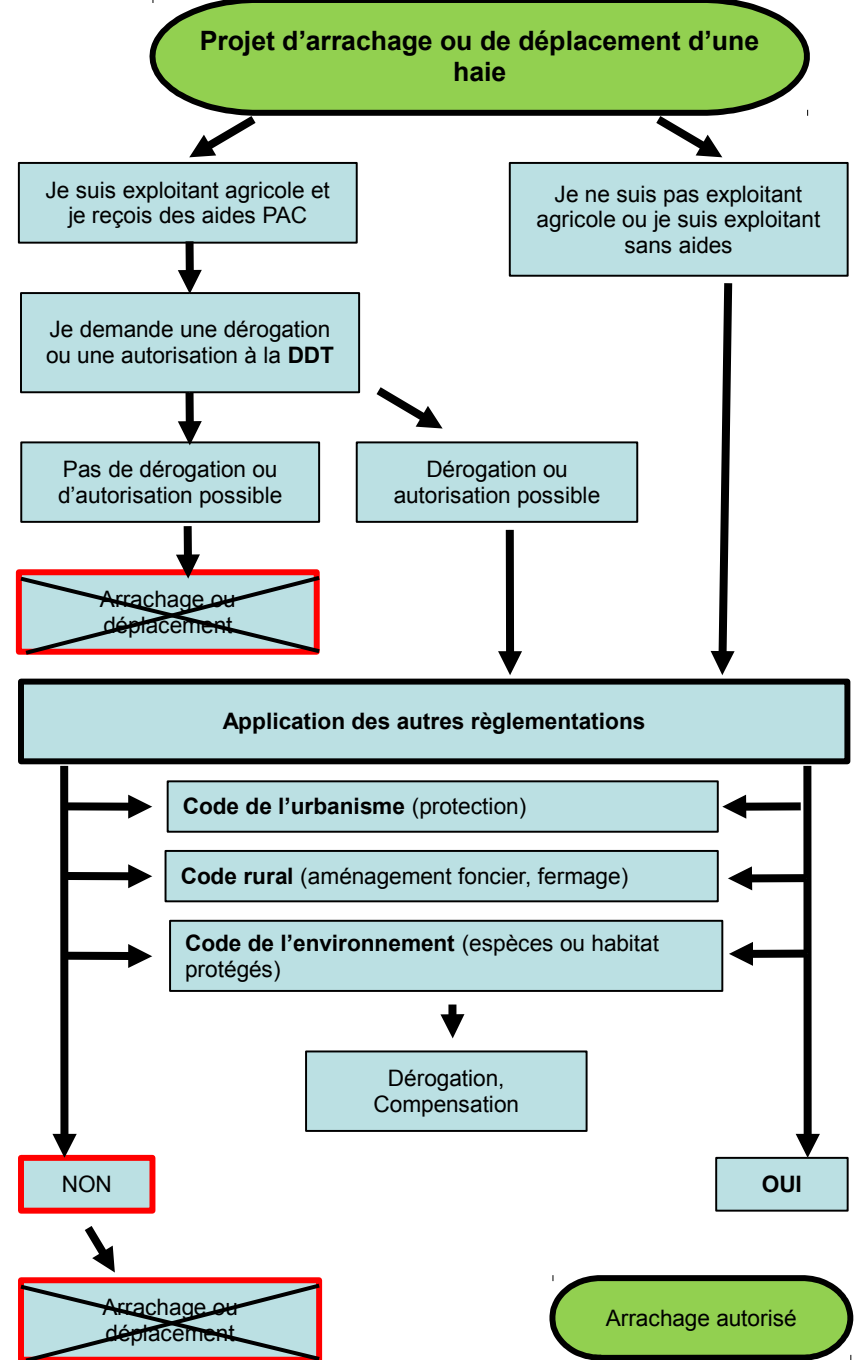 Projet d’arrachage ou de déplacement d’une
haie
Je suis exploitant agricole et
je reçois des aides PAC
Je ne suis pas exploitant
agricole ou je suis exploitant
sans aides
Je demande une dérogation
ou une autorisation à la DDT
Pas de dérogation ou
d’autorisation possible
Dérogation ou
autorisation possible
Arrachage ou
déplacement
Application des autres règlementations
Code de l’urbanisme (protection)
Code rural (aménagement foncier, fermage)
Code de l’environnement (espèces ou habitat
protégés)
Dérogation,
Compensation
NON
OUI
Arrachage ou
déplacement
Arrachage autorisé